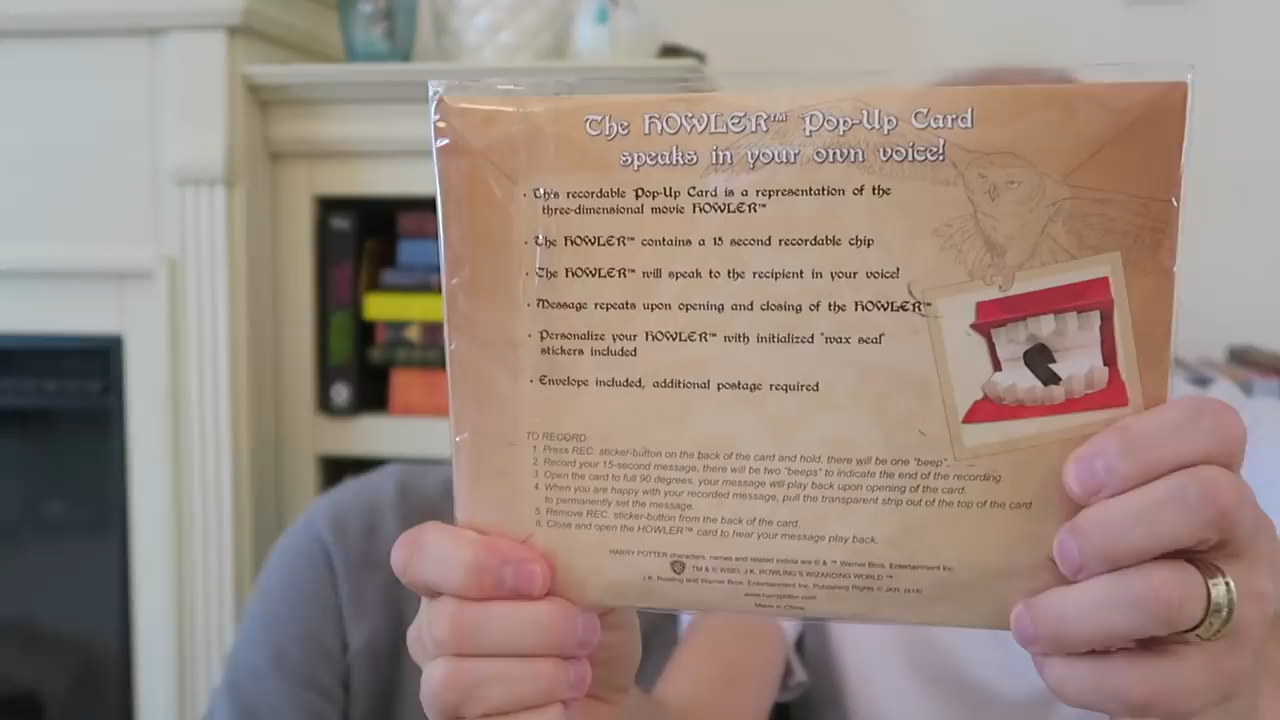 The HOWLER™ Pop-Up Card
speaks in your own voice!
• This recordable Pop-Up Card is a representation of the
three-dimensional movie HOWLER™
• The HOWLER™ contains a 15 second recordable chip
• The HOWLER™ will speak to the recipient in your voice!
• Message repeats upon opening and closing of the HOWLER™
• Personalize your HOWLER™ with initialized "wax seal"
stickers included
• Envelope included, additional postage required
TO RECORD:
1. Press REC. sticker-button on the back of the card and hold, there will be one "beep".
2. Record your 15-second message, there will be two "beeps" to indicate the end of the recording.
3. Open the card to full 90 degrees, your message will play back upon opening of the card.
4. When you are happy with your recorded message, pull the transparent strip out of the top of the card
to permanently set the message.
5. Remove REC. sticker-button from the back of the card.
6. Close and open the HOWLER™ card to hear your message play back.
HARRY POTTER characters, names and related indicia are © & ™ Warner Bros. Entertainment Inc.
TM & © WBEI. J.K. ROWLING'S WIZARDING WORLD ™
J.K. Rowling and Warner Bros. Entertainment Inc. Publishing Rights © JKR.
www.harrypotter.com
Made in China